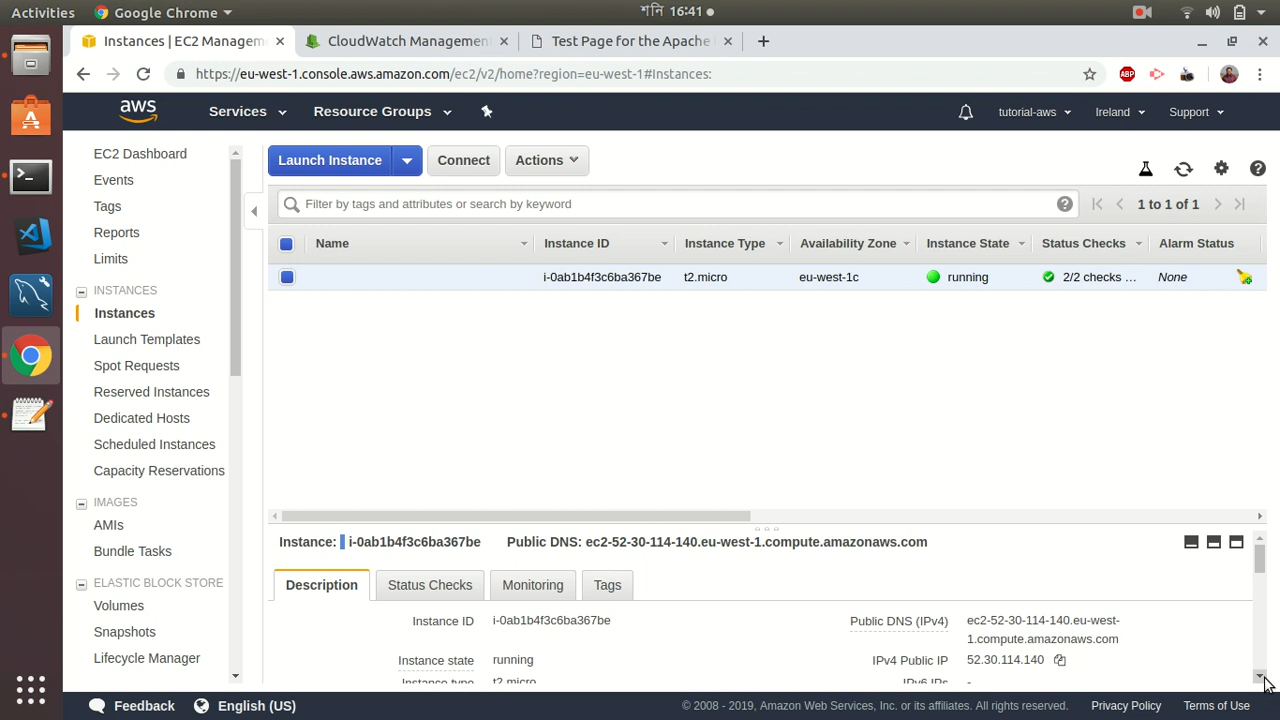 Activities Google Chrome শনি 16:41
Instances | EC2 Managem CloudWatch Management Test Page for the Apache
https://eu-west-1.console.aws.amazon.com/ec2/v2/home?region=eu-west-1#Instances:
ABP
aws Services Resource Groups tutorial-aws Ireland Support
EC2 Dashboard
Events
Tags
Reports
Limits
INSTANCES
Instances
Launch Templates
Spot Requests
Reserved Instances
Dedicated Hosts
Scheduled Instances
Capacity Reservations
IMAGES
AMIs
Bundle Tasks
ELASTIC BLOCK STORE
Volumes
Snapshots
Lifecycle Manager
Launch Instance Connect Actions
Filter by tags and attributes or search by keyword 1 to 1 of 1
Name Instance ID Instance Type Availability Zone Instance State Status Checks Alarm Status
i-0ab1b4f3c6ba367be t2.micro eu-west-1c running 2/2 checks … None
Instance: i-0ab1b4f3c6ba367be Public DNS: ec2-52-30-114-140.eu-west-1.compute.amazonaws.com
Description Status Checks Monitoring Tags
Instance ID i-0ab1b4f3c6ba367be Public DNS (IPv4) ec2-52-30-114-140.eu-west-
1.compute.amazonaws.com
Instance state running IPv4 Public IP 52.30.114.140
Instance type t2.micro IPv6 IPs -
Feedback English (US) © 2008 - 2019, Amazon Web Services, Inc. or its affiliates. All rights reserved. Privacy Policy Terms of Use